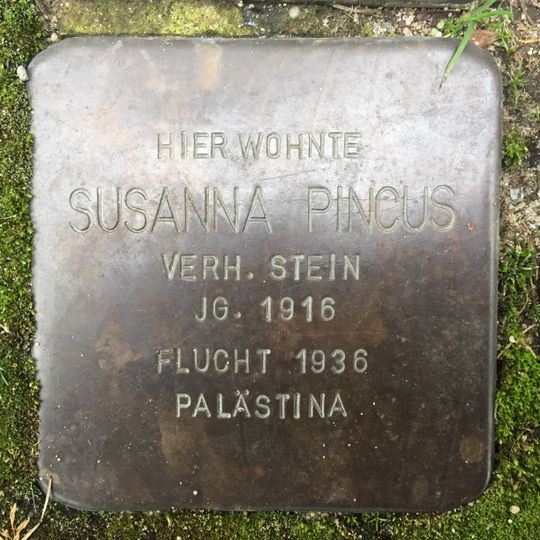 HIER WOHNTE
SUSANNA PINCUS
VERH. STEIN
JG. 1916
FLUCHT 1936
PALÄSTINA